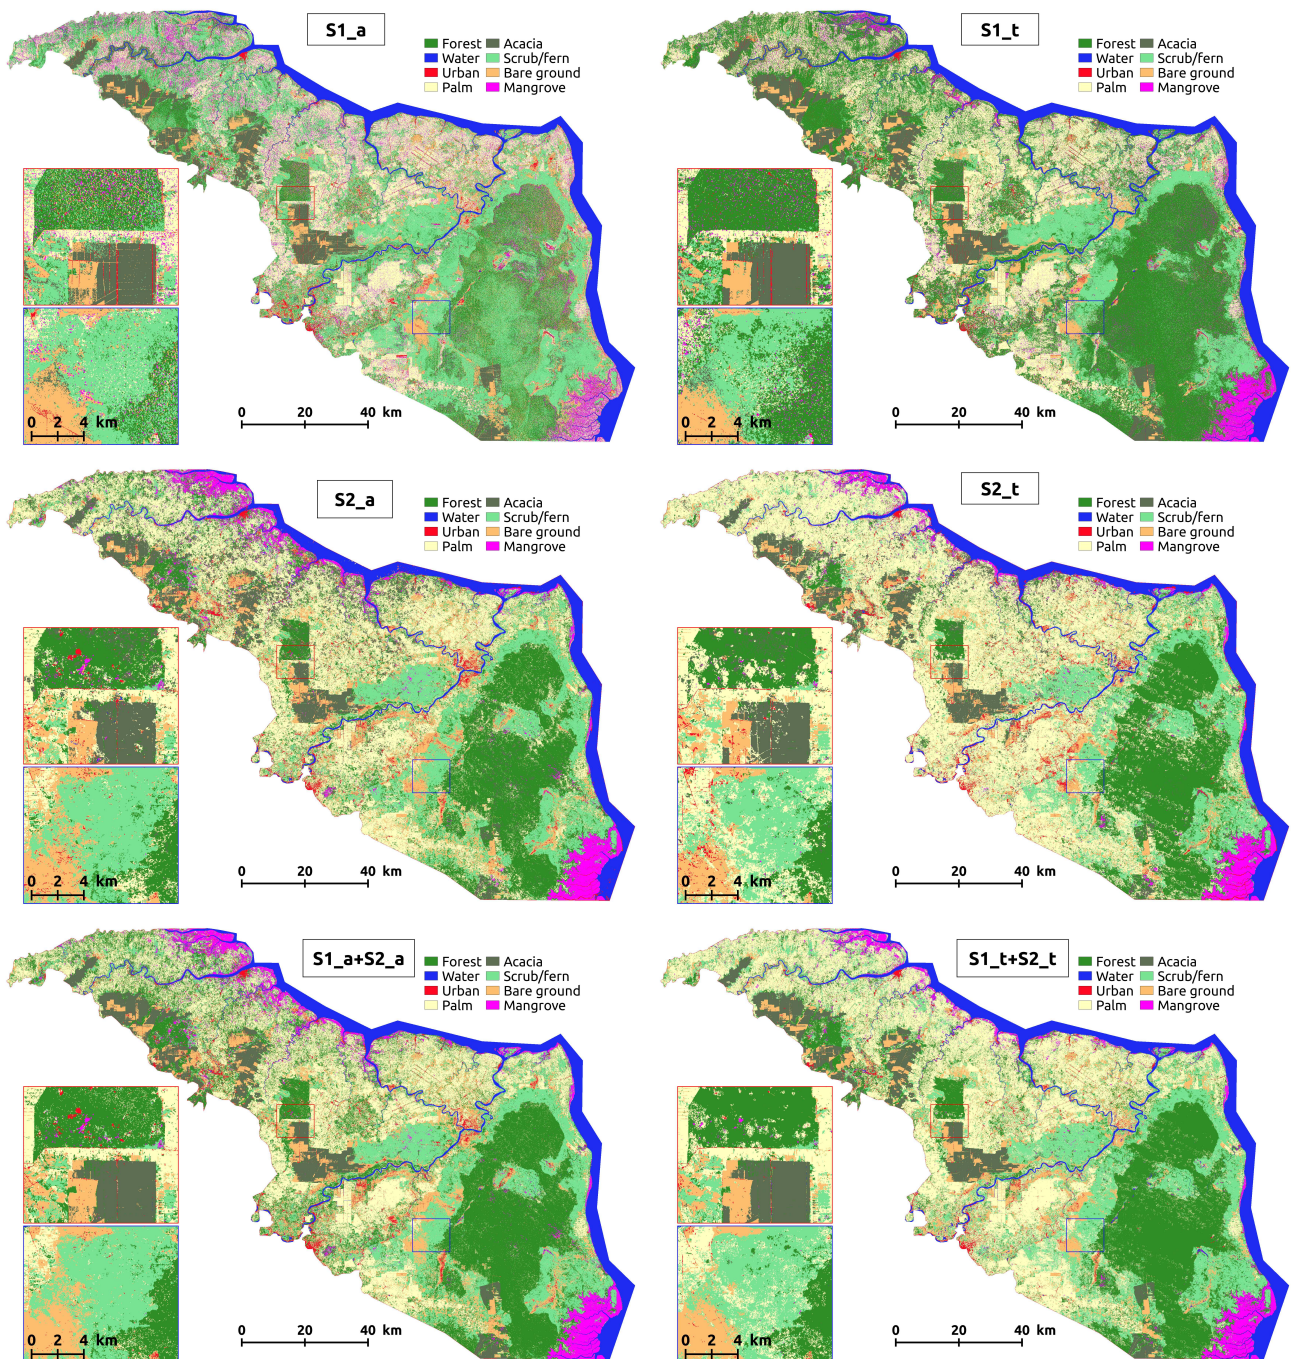 S1_a
Forest Acacia
Water Scrub/fern
Urban Bare ground
Palm Mangrove
0 2 4 km
0 20 40 km
S1_t
Forest Acacia
Water Scrub/fern
Urban Bare ground
Palm Mangrove
0 2 4 km
0 20 40 km
S2_a
Forest Acacia
Water Scrub/fern
Urban Bare ground
Palm Mangrove
0 2 4 km
0 20 40 km
S2_t
Forest Acacia
Water Scrub/fern
Urban Bare ground
Palm Mangrove
0 2 4 km
0 20 40 km
S1_a+S2_a
Forest Acacia
Water Scrub/fern
Urban Bare ground
Palm Mangrove
0 2 4 km
0 20 40 km
S1_t+S2_t
Forest Acacia
Water Scrub/fern
Urban Bare ground
Palm Mangrove
0 2 4 km
0 20 40 km